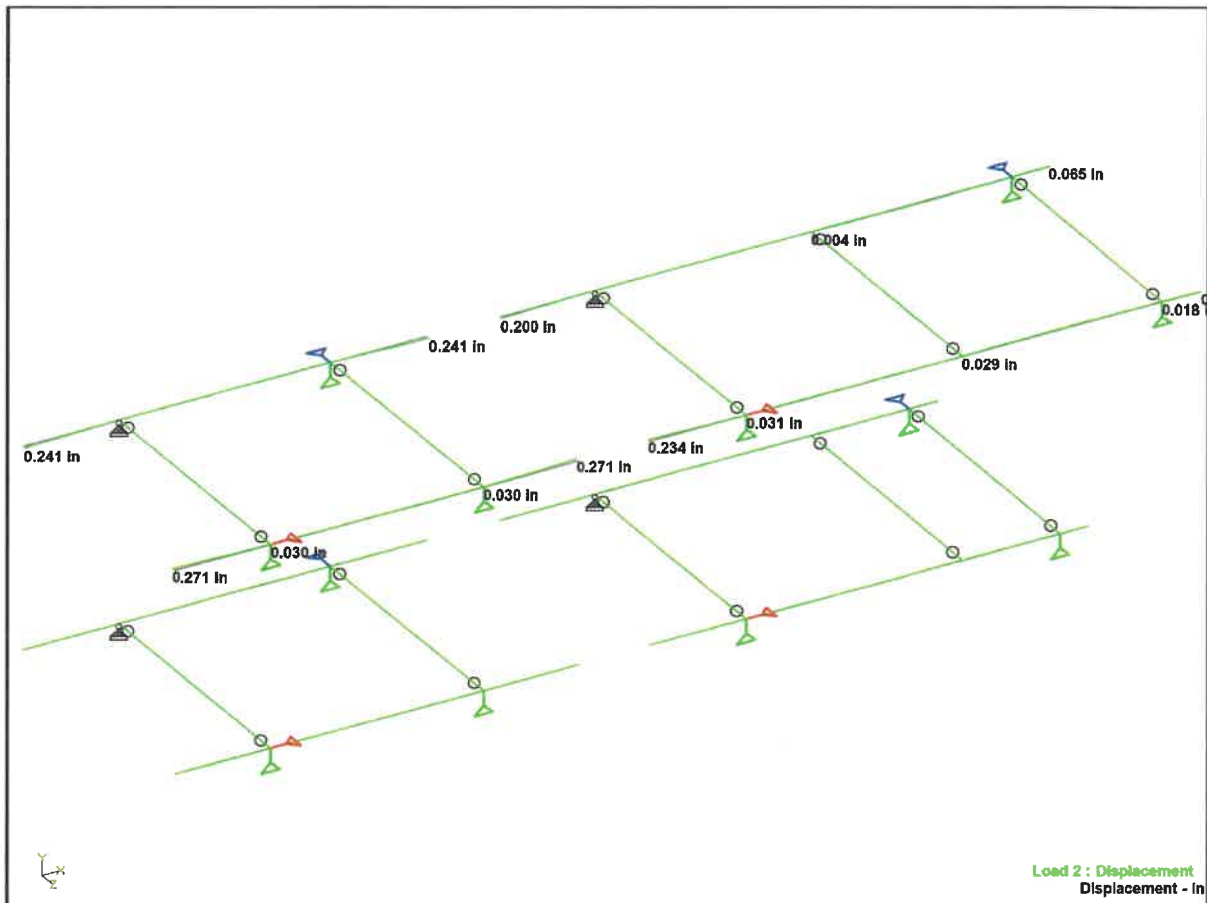 0.065 in
0.004 in
0.200 in
0.018
0.241 in
0.029 in
0.031 in
0.234 in
0.241 in
0.271 in
0.030 in
0.030 in
0.271 in
Y
X
Z
Load 2 : Displacement
Displacement - in